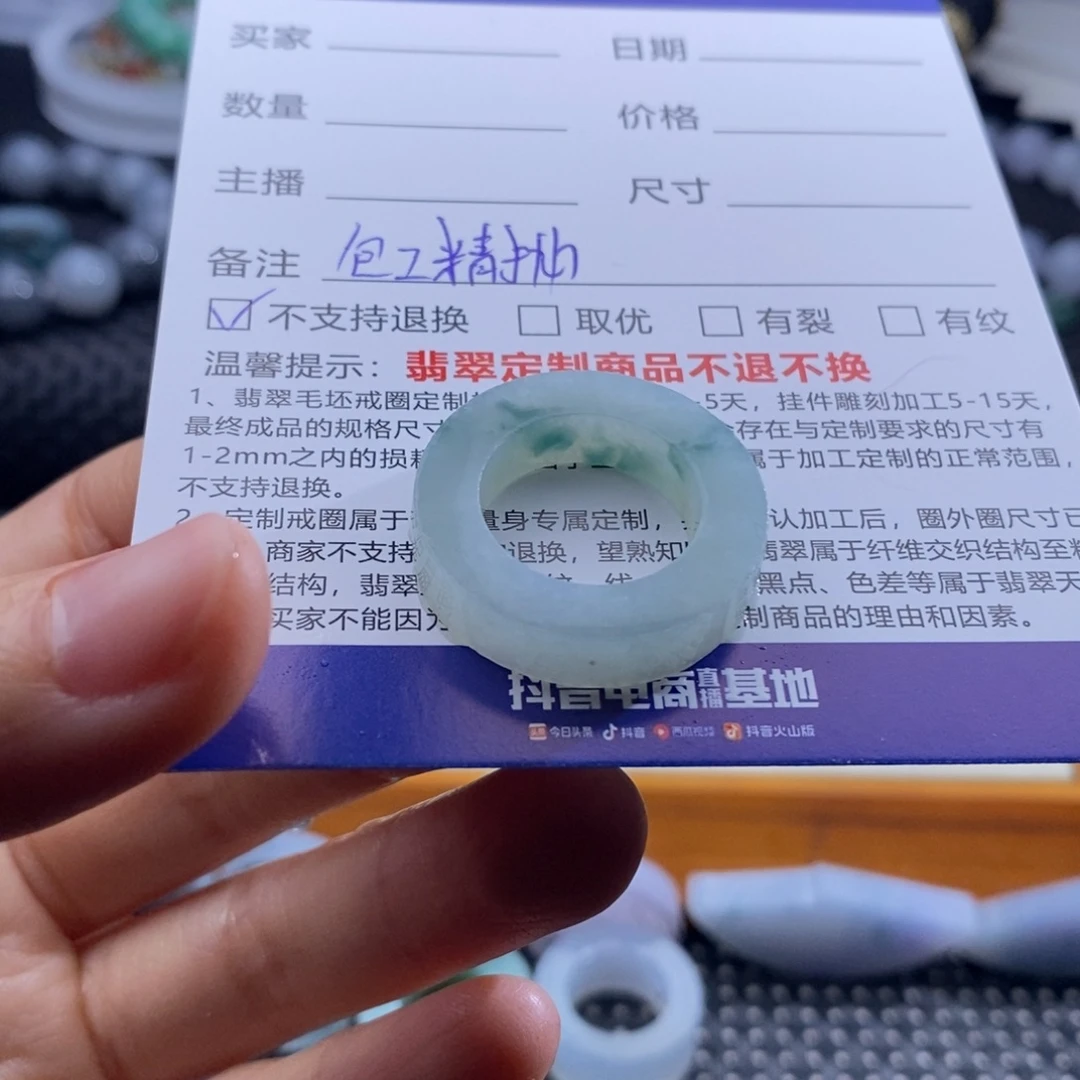 买家 日期
数量 价格
主播 尺寸
备注 包工精抛
不支持退换 取优 有裂 有纹
温馨提示：翡翠定制商品不退不换
1、翡翠毛坯戒圈定制 5天，挂件雕刻加工5-15天，
最终成品的规格尺寸 存在与定制要求的尺寸有
1-2mm之内的损耗 属于加工定制的正常范围，
不支持退换。
2、定制戒圈属于 量身专属定制， 认加工后，圈外圈尺寸已
商家不支持 退换，望熟知 翡翠属于纤维交织结构至粒
结构，翡翠 纹、线 黑点、色差等属于翡翠天
买家不能因为 制商品的理由和因素。
抖音电商直播基地
今日头条 抖音 西瓜视频 抖音火山版